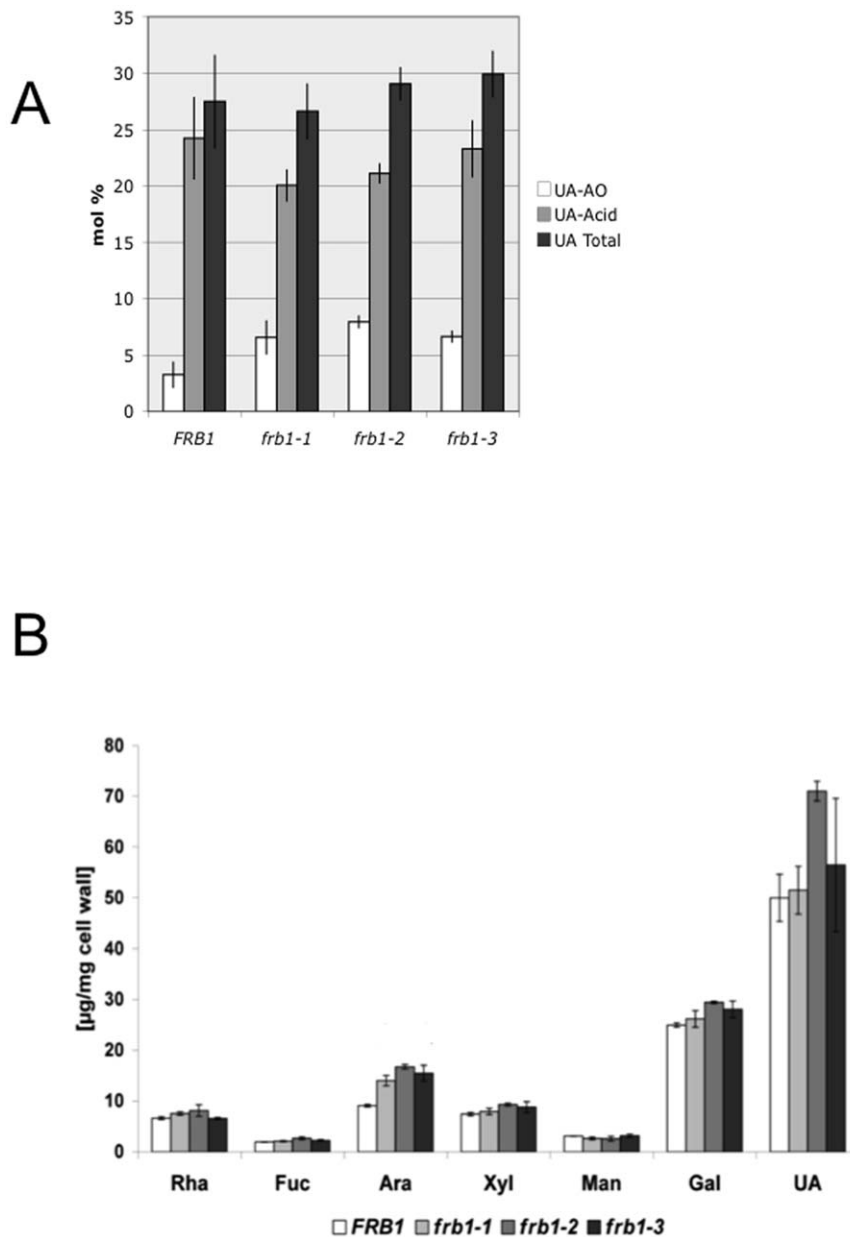 A
35
30
25
20
15
10
5
0
mol %
FRB1 frb1-1 frb1-2 frb1-3
UA-AO
UA-Acid
UA Total
B
80
70
60
50
40
30
20
10
0
[µg/mg cell wall]
Rha Fuc Ara Xyl Man Gal UA
FRB1 frb1-1 frb1-2 frb1-3